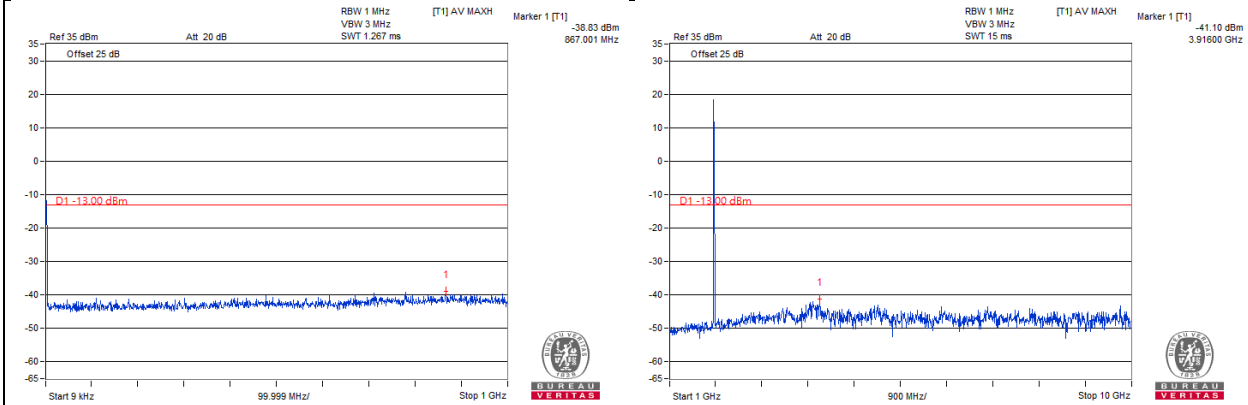 RBW 1 MHz [T1] AV MAXH Marker 1 [T1]
VBW 3 MHz -38.83 dBm
Ref 35 dBm Att 20 dB SWT 1.267 ms 867.001 MHz
35
Offset 25 dB
30
20
10
0
-10
D1 -13.00 dBm
-20
-30
1
-40
-50
-60
-65
Start 9 kHz 99.999 MHz/ Stop 1 GHz
BUREAU VERITAS
1828
BUREAU
VERITAS
RBW 1 MHz [T1] AV MAXH Marker 1 [T1]
VBW 3 MHz -41.10 dBm
Ref 35 dBm Att 20 dB SWT 15 ms 3.91600 GHz
35
Offset 25 dB
30
20
10
0
-10
D1 -13.00 dBm
-20
-30
1
-40
-50
-60
-65
Start 1 GHz 900 MHz/ Stop 10 GHz
BUREAU VERITAS
1828
BUREAU
VERITAS